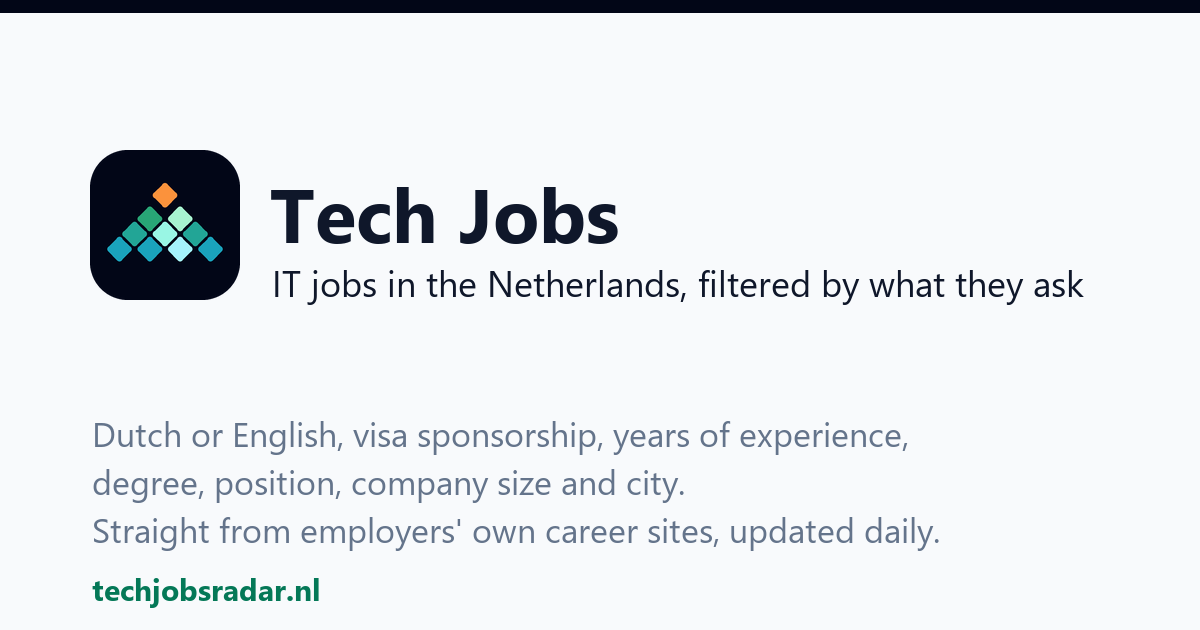 Tech Jobs
IT jobs in the Netherlands, filtered by what they ask
Dutch or English, visa sponsorship, years of experience,
degree, position, company size and city.
Straight from employers' own career sites, updated daily.
techjobsradar.nl